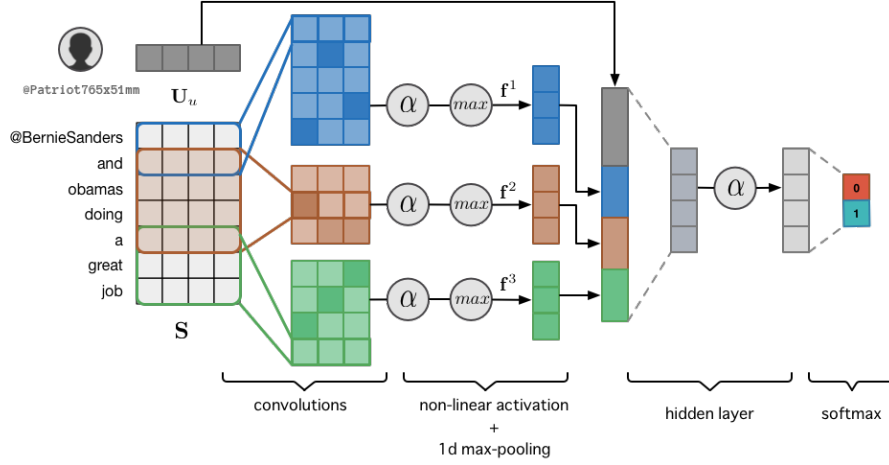 @Patriot765x51mm
U_u
@BernieSanders
and
obamas
doing
a
great
job
S
α
max
f^1
α
max
f^2
α
max
f^3
α
0
1
convolutions
non-linear activation
+
1d max-pooling
hidden layer
softmax